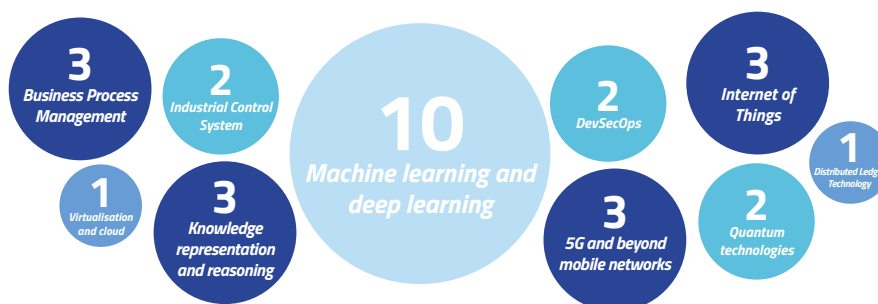 3
Business Process
Management
2
Industrial Control
System
1
Virtualisation
and cloud
3
Knowledge
representation
and reasoning
10
Machine learning and
deep learning
2
DevSecOps
3
5G and beyond
mobile networks
3
Internet of
Things
2
Quantum
technologies
1
Distributed Ledg
Technology